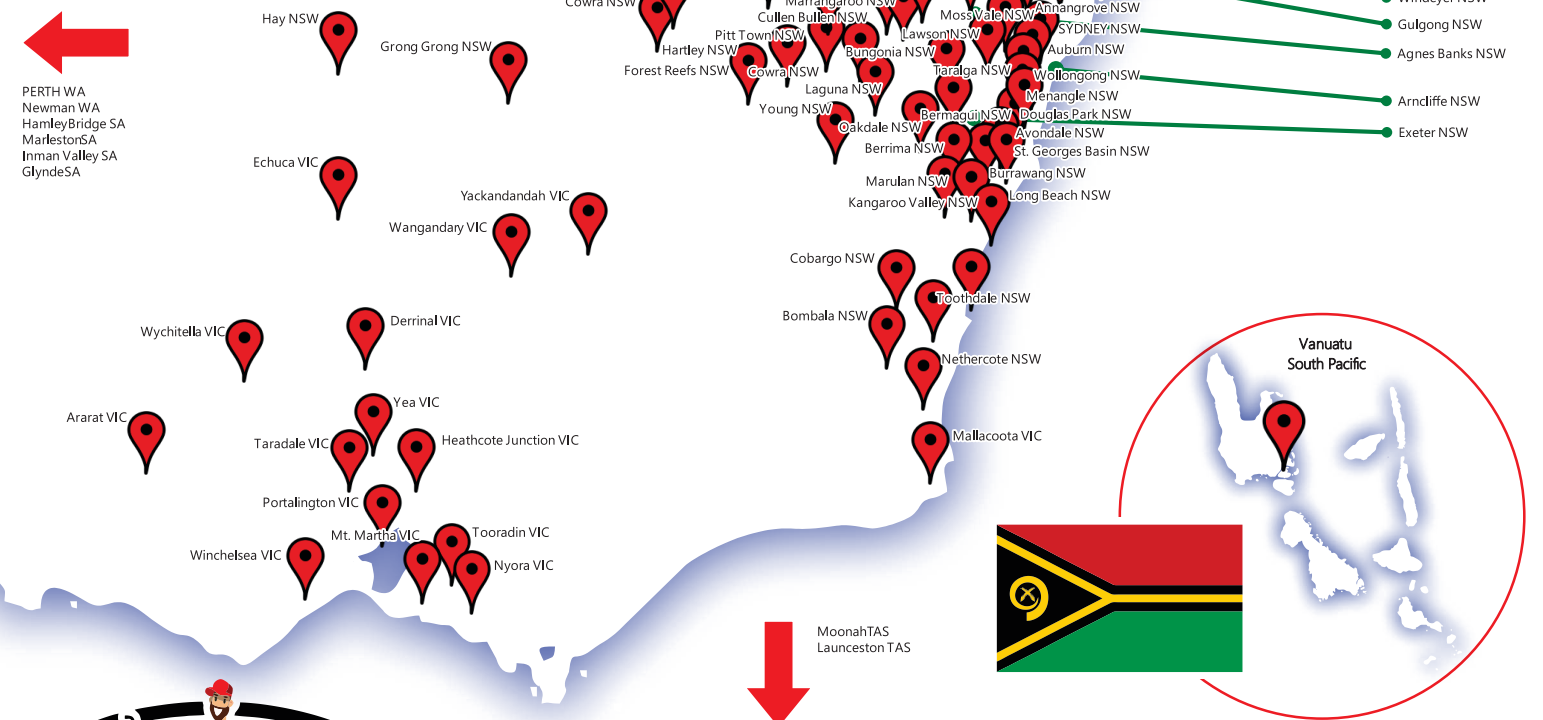 Cowra NSW
Marrangaroo NSW
Annangrove NSW
Windeyer NSW
Hay NSW
Cullen Bullen NSW
Moss Vale NSW
Gulgong NSW
Pitt Town NSW
Lawson NSW
SYDNEY NSW
Grong Grong NSW
Hartley NSW
Bungonia NSW
Auburn NSW
Agnes Banks NSW
Forest Reefs NSW
Cowra NSW
Taralga NSW
Wollongong NSW
PERTH WA
Newman WA
HamleyBridge SA
MarlestonSA
Inman Valley SA
GlyndeSA
Laguna NSW
Menangle NSW
Arncliffe NSW
Young NSW
Bermagui NSW
Douglas Park NSW
Oakdale NSW
Avondale NSW
Exeter NSW
Berrima NSW
St. Georges Basin NSW
Echuca VIC
Marulan NSW
Burrawang NSW
Yackandandah VIC
Kangaroo Valley NSW
Long Beach NSW
Wangandary VIC
Cobargo NSW
Toothdale NSW
Bombala NSW
Derrinal VIC
Wychitella VIC
Vanuatu
South Pacific
Nethercote NSW
Yea VIC
Ararat VIC
Taradale VIC
Heathcote Junction VIC
Mallacoota VIC
Portalington VIC
Mt. Martha VIC
Tooradin VIC
Winchelsea VIC
Nyora VIC
MoonahTAS
Launceston TAS